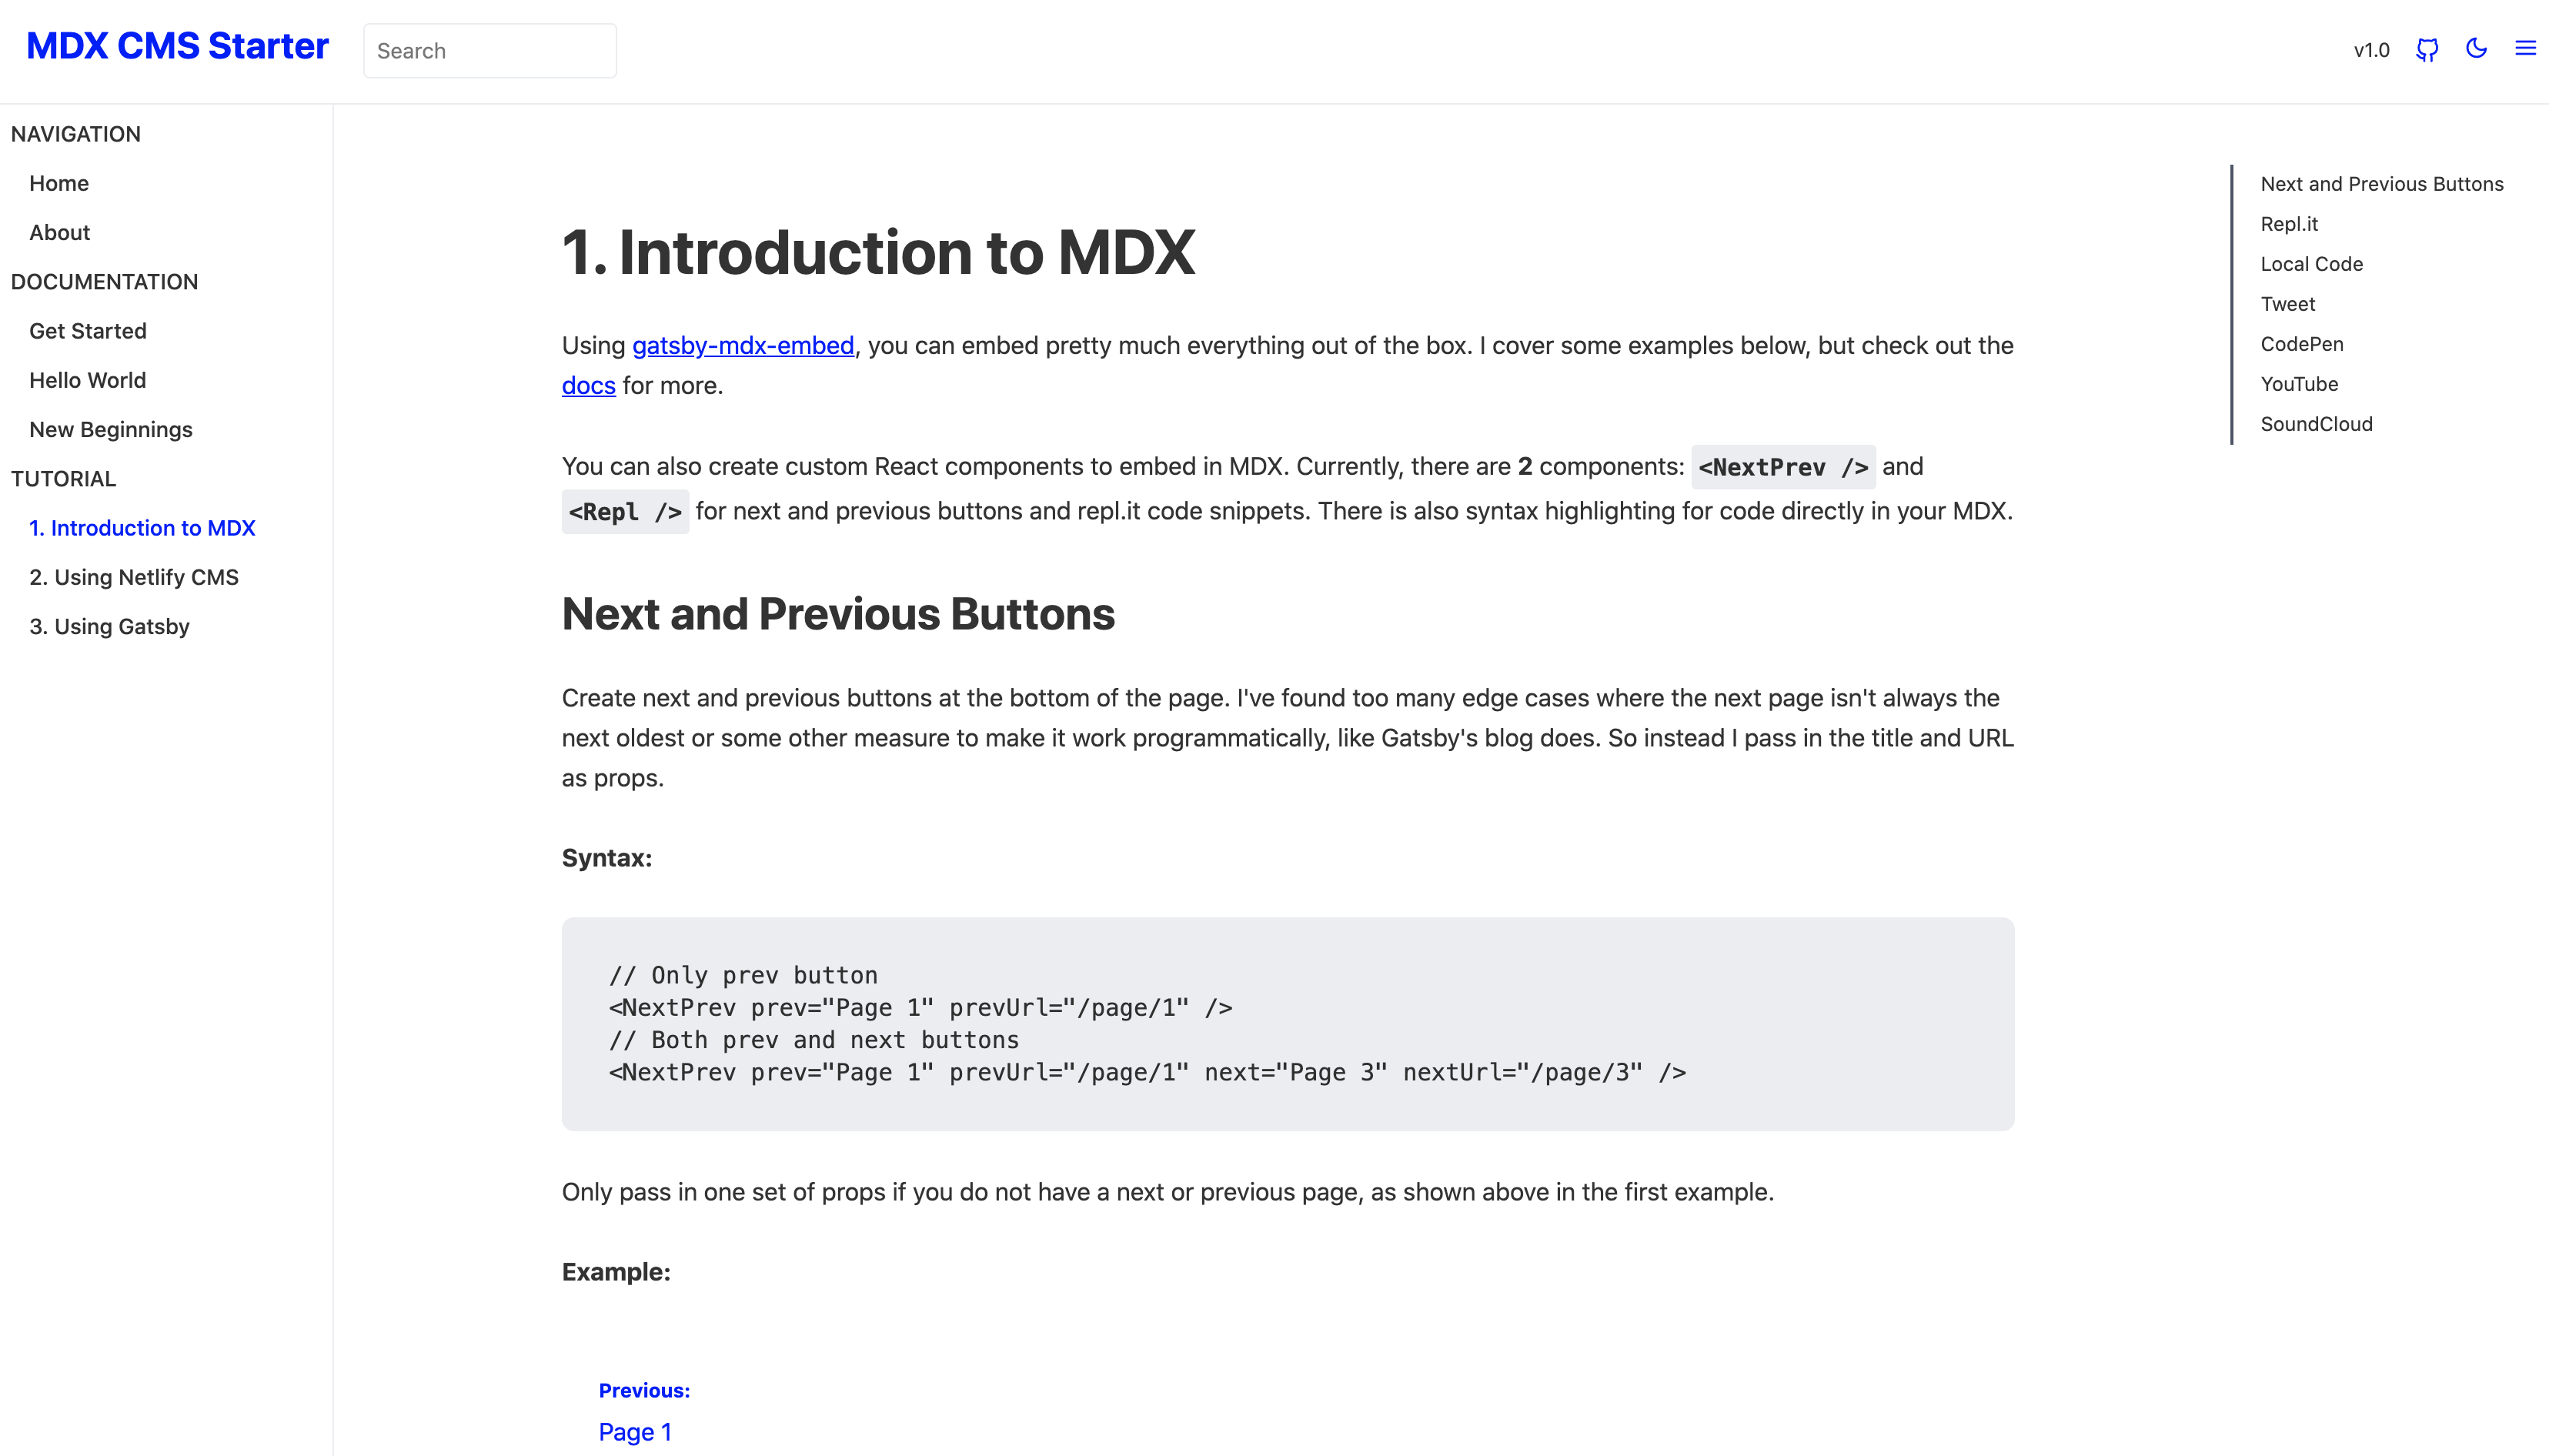 MDX CMS Starter
Search
v1.0
NAVIGATION
Home
About
DOCUMENTATION
Get Started
Hello World
New Beginnings
TUTORIAL
1. Introduction to MDX
2. Using Netlify CMS
3. Using Gatsby
1. Introduction to MDX
Using gatsby-mdx-embed, you can embed pretty much everything out of the box. I cover some examples below, but check out the
docs for more.
You can also create custom React components to embed in MDX. Currently, there are 2 components: <NextPrev /> and
<Repl /> for next and previous buttons and repl.it code snippets. There is also syntax highlighting for code directly in your MDX.
Next and Previous Buttons
Create next and previous buttons at the bottom of the page. I've found too many edge cases where the next page isn't always the
next oldest or some other measure to make it work programmatically, like Gatsby's blog does. So instead I pass in the title and URL
as props.
Syntax:
// Only prev button
<NextPrev prev="Page 1" prevUrl="/page/1" />
// Both prev and next buttons
<NextPrev prev="Page 1" prevUrl="/page/1" next="Page 3" nextUrl="/page/3" />
Only pass in one set of props if you do not have a next or previous page, as shown above in the first example.
Example:
Previous:
Page 1
Next and Previous Buttons
Repl.it
Local Code
Tweet
CodePen
YouTube
SoundCloud